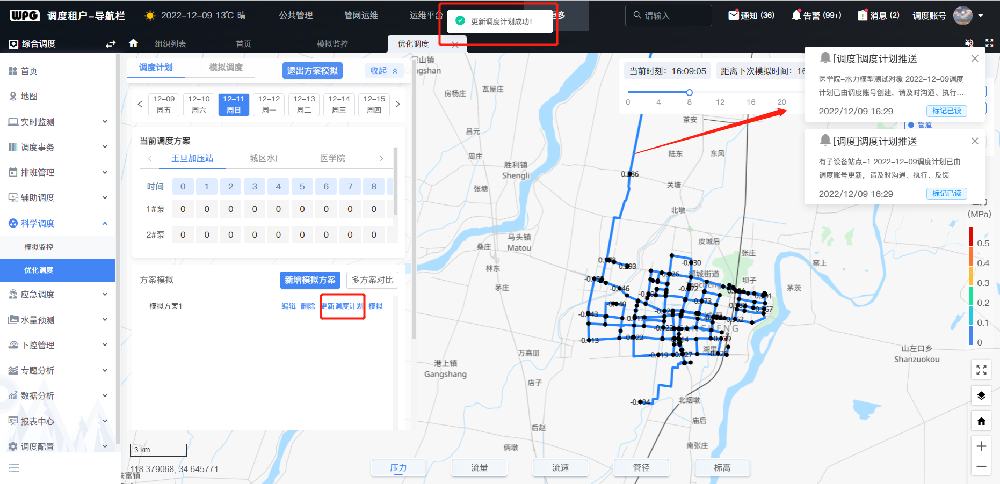 WPG 调度租户-导航栏
2022-12-09 13℃ 晴
公共管理
管网运维
运维平台
更新调度计划成功！
多
请输入
通知 (36)
告警 (99+)
消息 (2)
调度账号
综合调度
组织列表
首页
模拟监控
优化调度
首页
地图
实时监测
调度事务
排班管理
辅助调度
科学调度
模拟监控
优化调度
应急调度
水量预测
下控管理
专题分析
数据分析
报表中心
调度配置
调度计划
模拟调度
退出方案模拟
收起
12-09 12-10 12-11 12-12 12-13 12-14 12-15
周五 周六 周日 周一 周二 周三 周四
当前调度方案
王旦加压站 城区水厂 医学院
时间 0 1 2 3 4 5 6 7 8
1#泵 0 0 0 0 0 0 0 0 0
2#泵 0 0 0 0 0 0 0 0 0
方案模拟 新增模拟方案 多方案对比
模拟方案1 编辑 删除 更新调度计划 模拟
当前时刻：16:09:05
距离下次模拟时间：16
0 4 8 12 16 20
[调度]调度计划推送
医学院-水力模型测试对象 2022-12-09调度
计划已由调度账号创建，请及时沟通、执行...
2022/12/09 16:29 标记已读
管道
[调度]调度计划推送
有子设备站点-1 2022-12-09调度计划已由
调度账号更新，请及时沟通、执行、反馈
2022/12/09 16:29 标记已读
(MPa)
0.5
0.4
0.3
0.2
0.1
0
山镇
房杨庄
瓦屋庄
吕元
周庄
胜利镇
Shengli
张塘
马头镇
Matou
桑庄
林东
茅庄
万高册
港上镇
Gangshang
店子
后赵
俩墩
茶安
陆东
东风
关塘
北墩
皮城后
张庄
郯城街道
Tancheng
坝子
茅茨
窑上
湖里
山左口乡
Shanzuokou
北烟墩
庙后
南张庄
铁富镇
-0.030
-0.046
-0.043
-0.073
-0.022
-0.013
-0.019
3 km
118.379068, 34.645771
压力
流量
流速
管径
标高